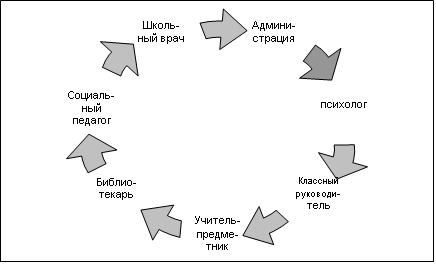 Школь-
ный врач
Админи-
страция
психолог
Классный
руководи-
тель
Учитель-
предмет-
ник
Библио-
текарь
Социаль-
ный
педагог